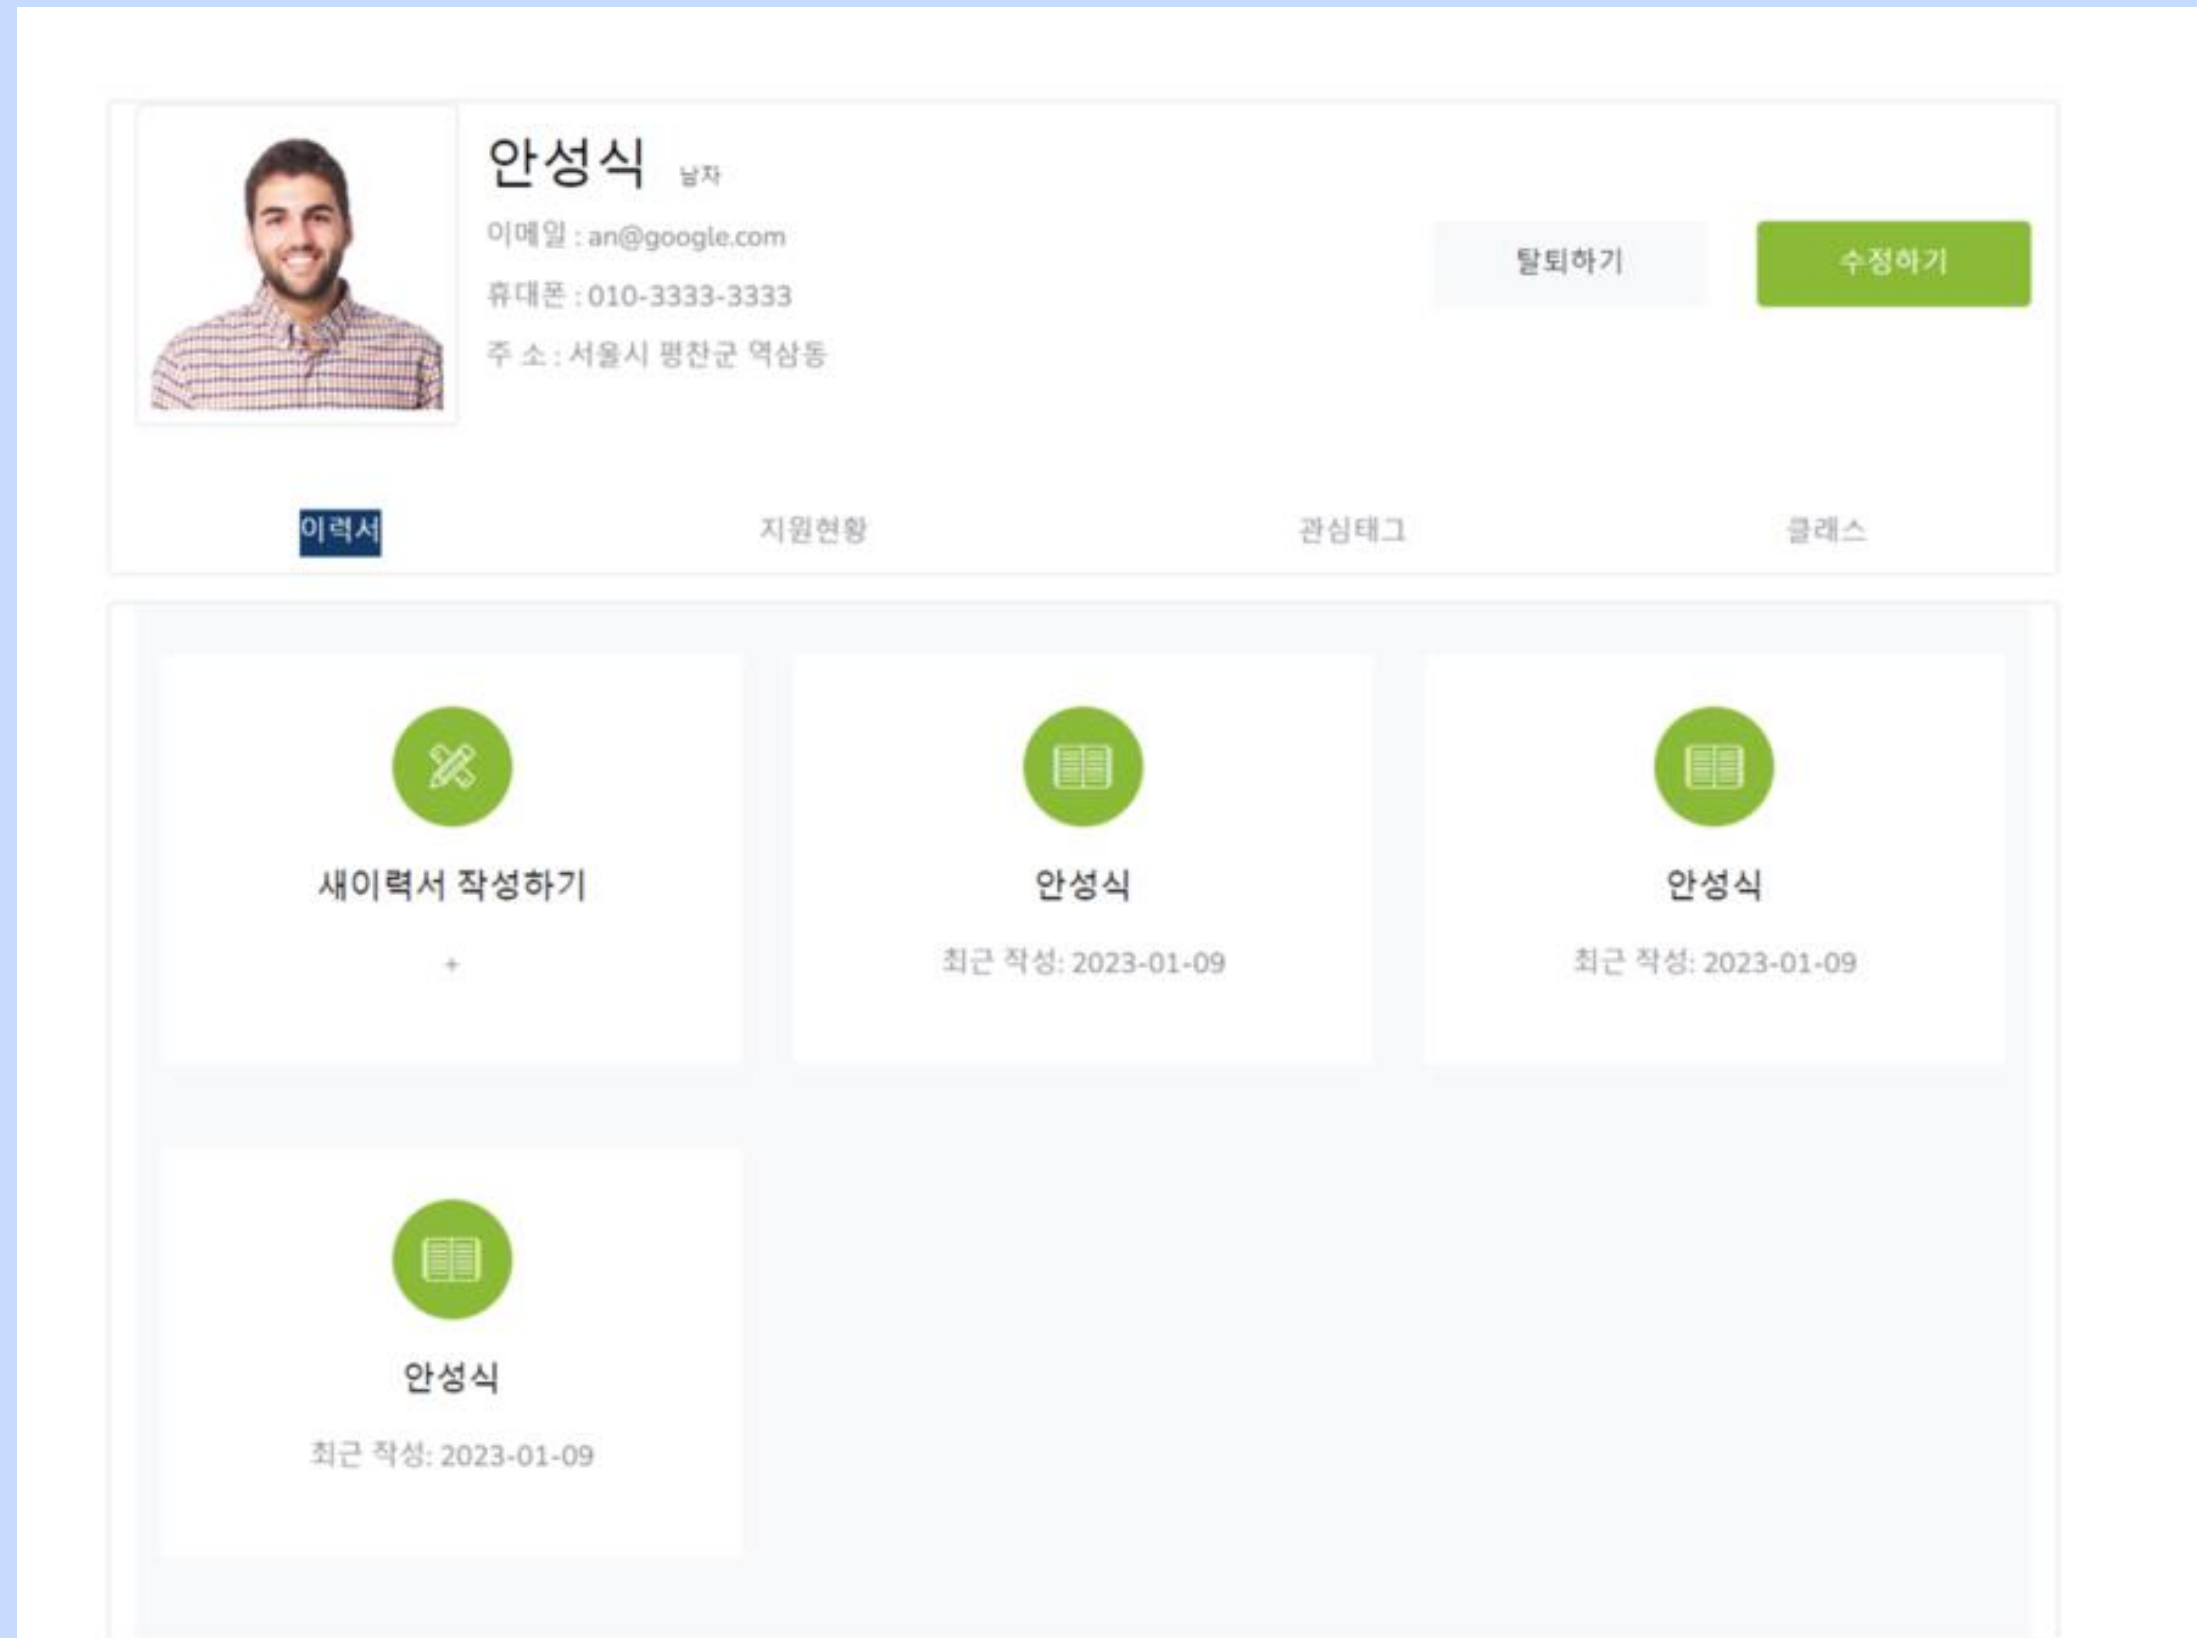 안성식 남자
이메일 : an@google.com
휴대폰 : 010-3333-3333
주 소 : 서울시 평찬군 역삼동
탈퇴하기
수정하기
이력서
지원현황
관심태그
클래스
새이력서 작성하기
+
안성식
최근 작성: 2023-01-09
안성식
최근 작성: 2023-01-09
안성식
최근 작성: 2023-01-09